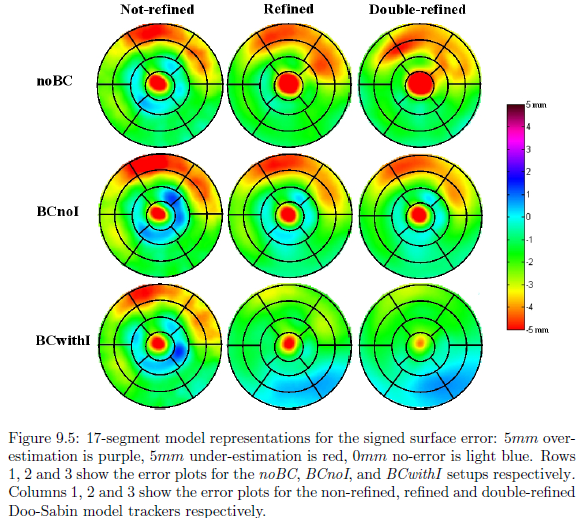 Not-refined Refined Double-refined
noBC
BCnoI
BCwithI
5 mm
4
3
2
1
0
-1
-2
-3
-4
-5 mm
Figure 9.5: 17-segment model representations for the signed surface error: 5mm over-
estimation is purple, 5mm under-estimation is red, 0mm no-error is light blue. Rows
1, 2 and 3 show the error plots for the noBC, BCnoI, and BCwithI setups respectively.
Columns 1, 2 and 3 show the error plots for the non-refined, refined and double-refined
Doo-Sabin model trackers respectively.